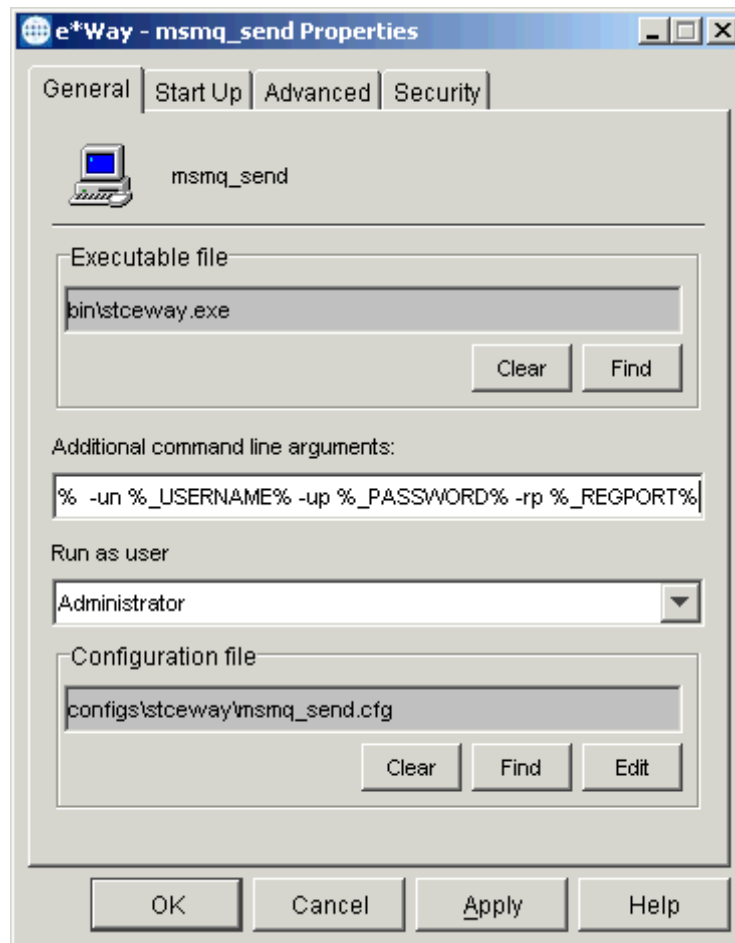 e*Way - msmq_send Properties
General Start Up Advanced Security
msmq_send
Executable file
bin\stceway.exe
Clear Find
Additional command line arguments:
% -un %_USERNAME% -up %_PASSWORD% -rp %_REGPORT%
Run as user
Administrator
Configuration file
configs\stceway\msmq_send.cfg
Clear Find Edit
OK Cancel Apply Help